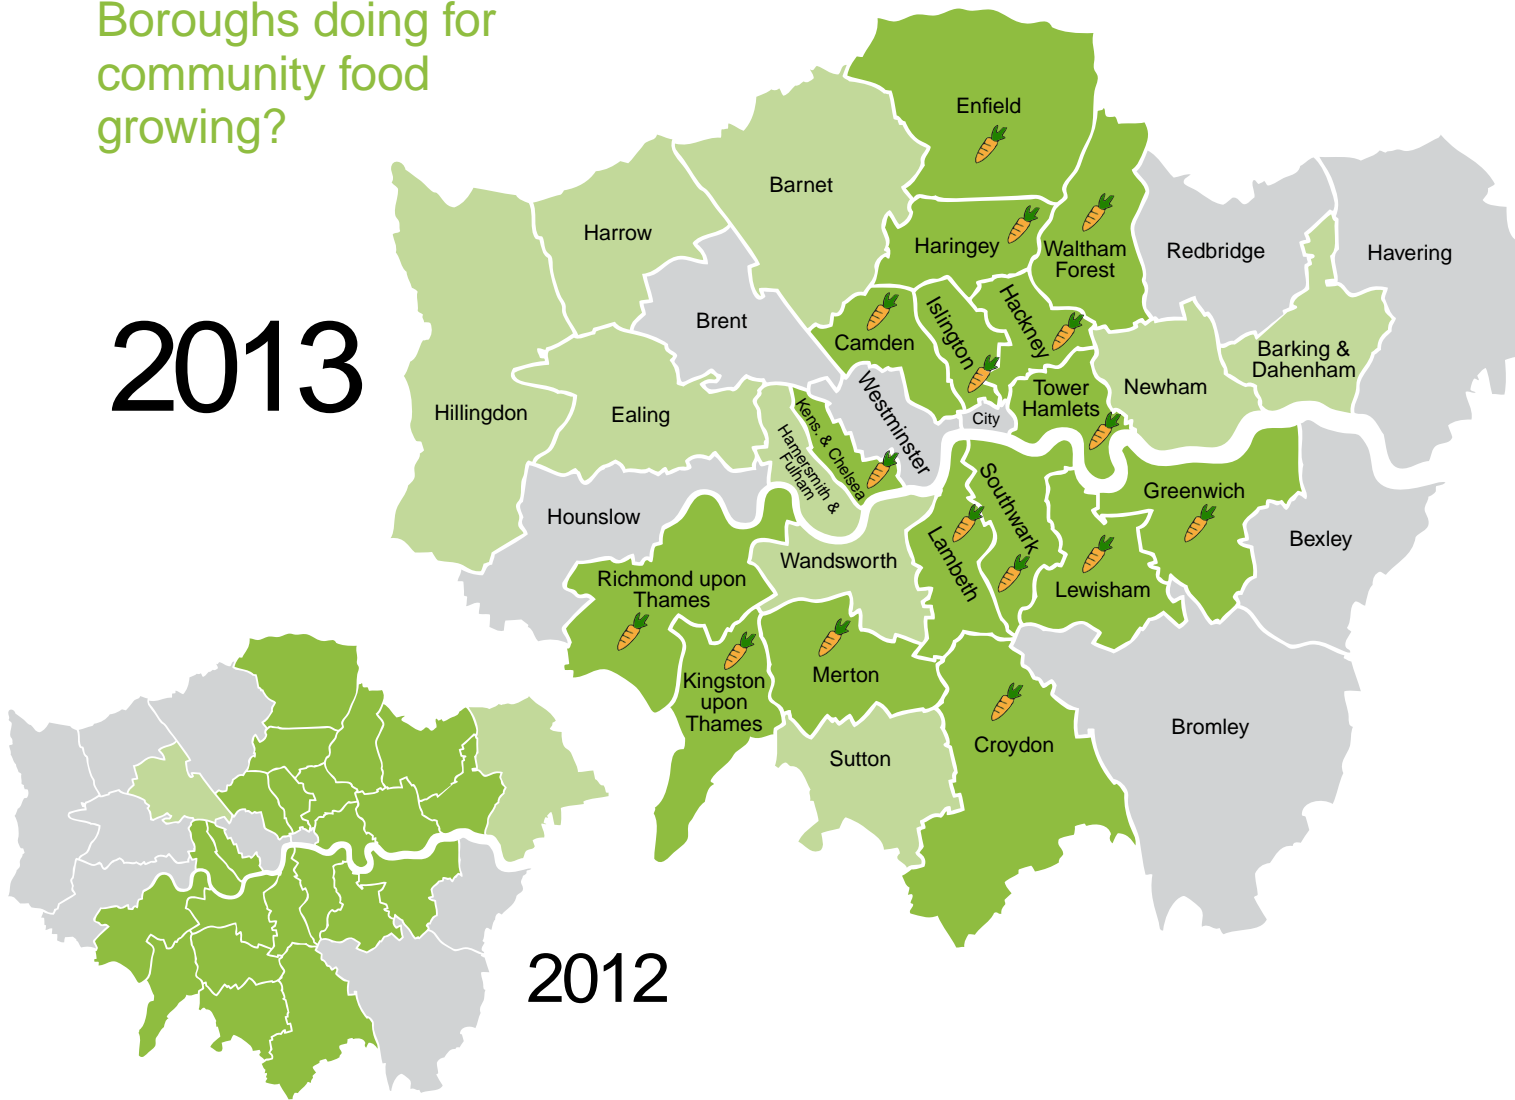 Boroughs doing for
community food
growing?
2013
Enfield
Barnet
Harrow
Haringey
Waltham
Forest
Redbridge
Havering
Brent
Camden
Islington
Hackney
Barking &
Dahenham
Hillingdon
Ealing
Tower
Hamlets
Newham
Westminster
City
Kens. & Chelsea
Hamersmith &
Fulham
Hounslow
Southwark
Greenwich
Bexley
Wandsworth
Lambeth
Lewisham
Richmond upon
Thames
Kingston
upon
Thames
Merton
Sutton
Croydon
Bromley
2012